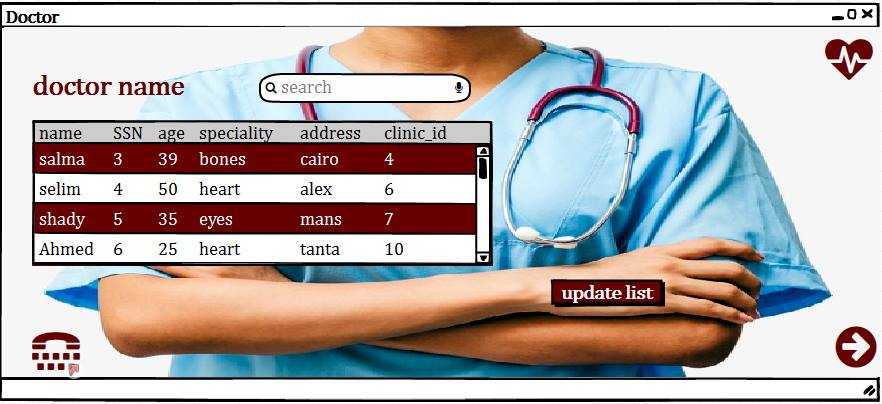 Doctor
doctor name
search
name SSN age speciality address clinic_id
salma 3 39 bones cairo 4
selim 4 50 heart alex 6
shady 5 35 eyes mans 7
Ahmed 6 25 heart tanta 10
update list